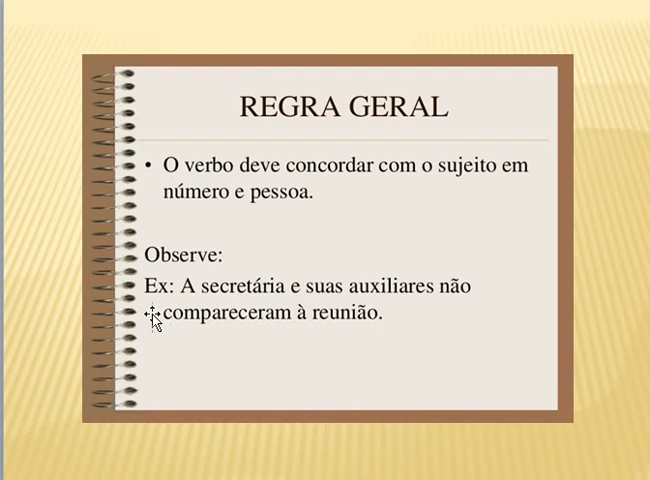 REGRA GERAL
• O verbo deve concordar com o sujeito em
número e pessoa.
Observe:
Ex: A secretária e suas auxiliares não
compareceram à reunião.